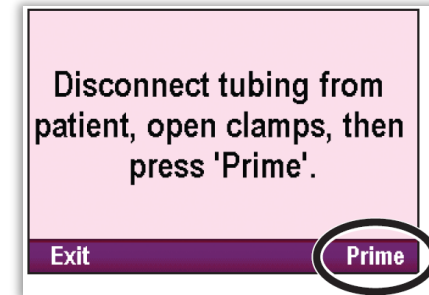 Disconnect tubing from
patient, open clamps, then
press 'Prime'.
Exit Prime